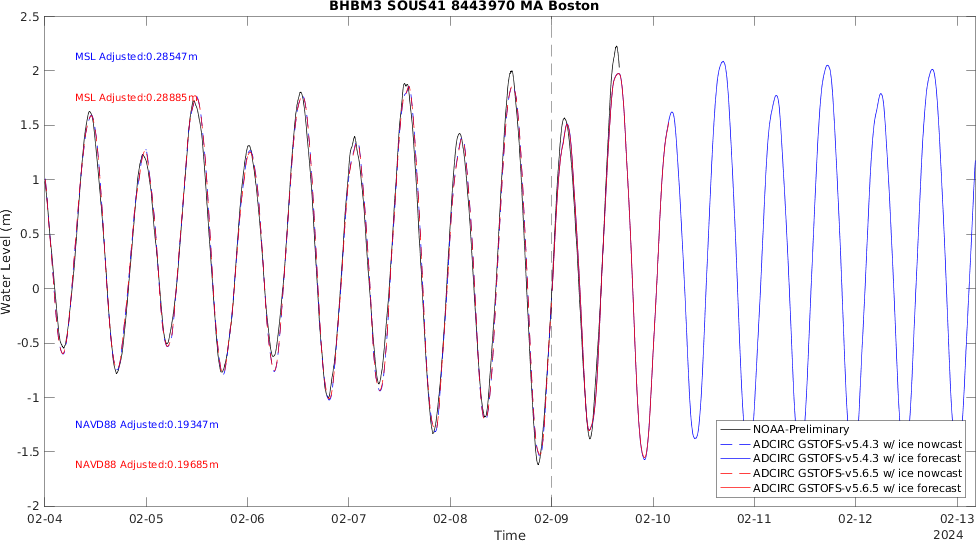 BHBM3 SOUS41 8443970 MA Boston
2.5
2
1.5
1
0.5
0
-0.5
-1
-1.5
-2
Water Level (m)
MSL Adjusted:0.28547m
MSL Adjusted:0.28885m
NAVD88 Adjusted:0.19347m
NAVD88 Adjusted:0.19685m
NOAA-Preliminary
ADCIRC GSTOFS-v5.4.3 w/ ice nowcast
ADCIRC GSTOFS-v5.4.3 w/ ice forecast
ADCIRC GSTOFS-v5.6.5 w/ ice nowcast
ADCIRC GSTOFS-v5.6.5 w/ ice forecast
02-04 02-05 02-06 02-07 02-08 02-09 02-10 02-11 02-12 02-13
Time
2024